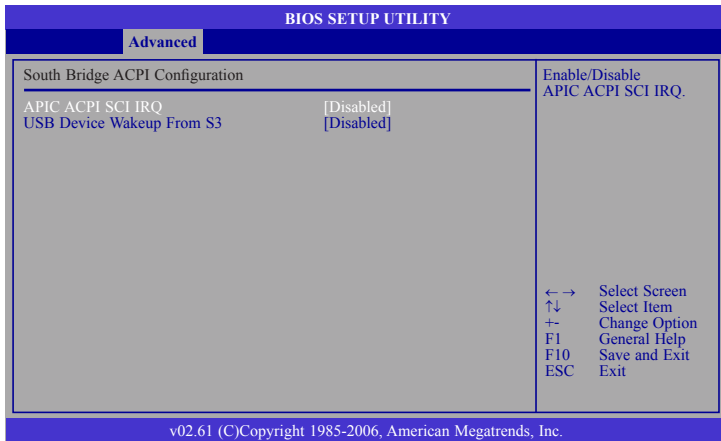 BIOS SETUP UTILITY
Advanced
South Bridge ACPI Configuration
APIC ACPI SCI IRQ [Disabled]
USB Device Wakeup From S3 [Disabled]
Enable/Disable
APIC ACPI SCI IRQ.
←→ Select Screen
↑↓ Select Item
+- Change Option
F1 General Help
F10 Save and Exit
ESC Exit
v02.61 (C)Copyright 1985-2006, American Megatrends, Inc.